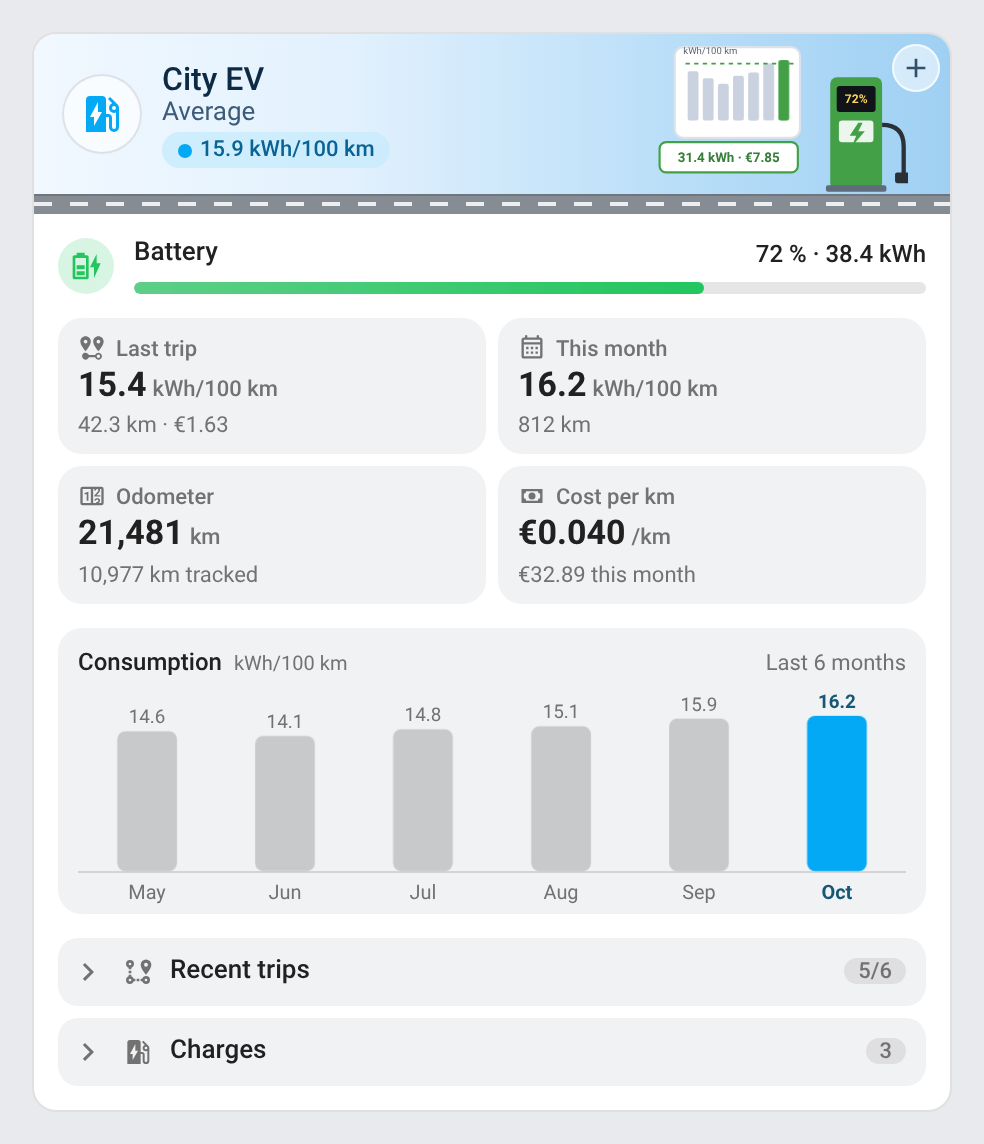 City EV
Average
15.9 kWh/100 km
kWh/100 km
31.4 kWh · €7.85
72%
Battery
72 % · 38.4 kWh
Last trip
15.4 kWh/100 km
42.3 km · €1.63
This month
16.2 kWh/100 km
812 km
Odometer
21,481 km
10,977 km tracked
Cost per km
€0.040 /km
€32.89 this month
Consumption kWh/100 km
Last 6 months
14.6 14.1 14.8 15.1 15.9 16.2
May Jun Jul Aug Sep Oct
Recent trips
5/6
Charges
3